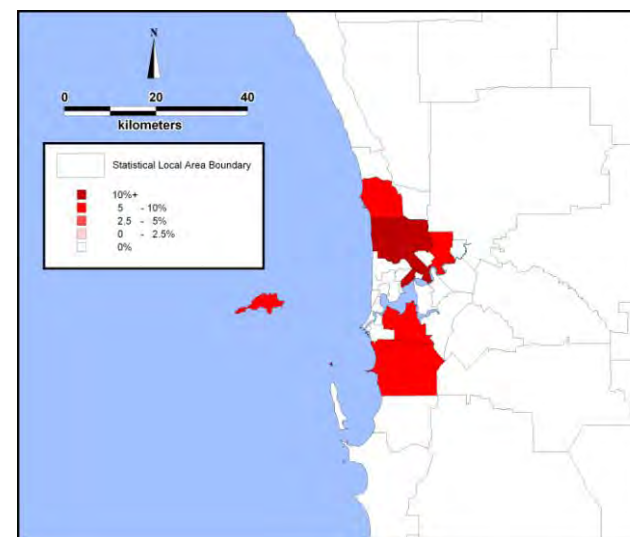 N
0 20 40
kilometers
Statistical Local Area Boundary
10%+
5 - 10%
2.5 - 5%
0 - 2.5%
0%